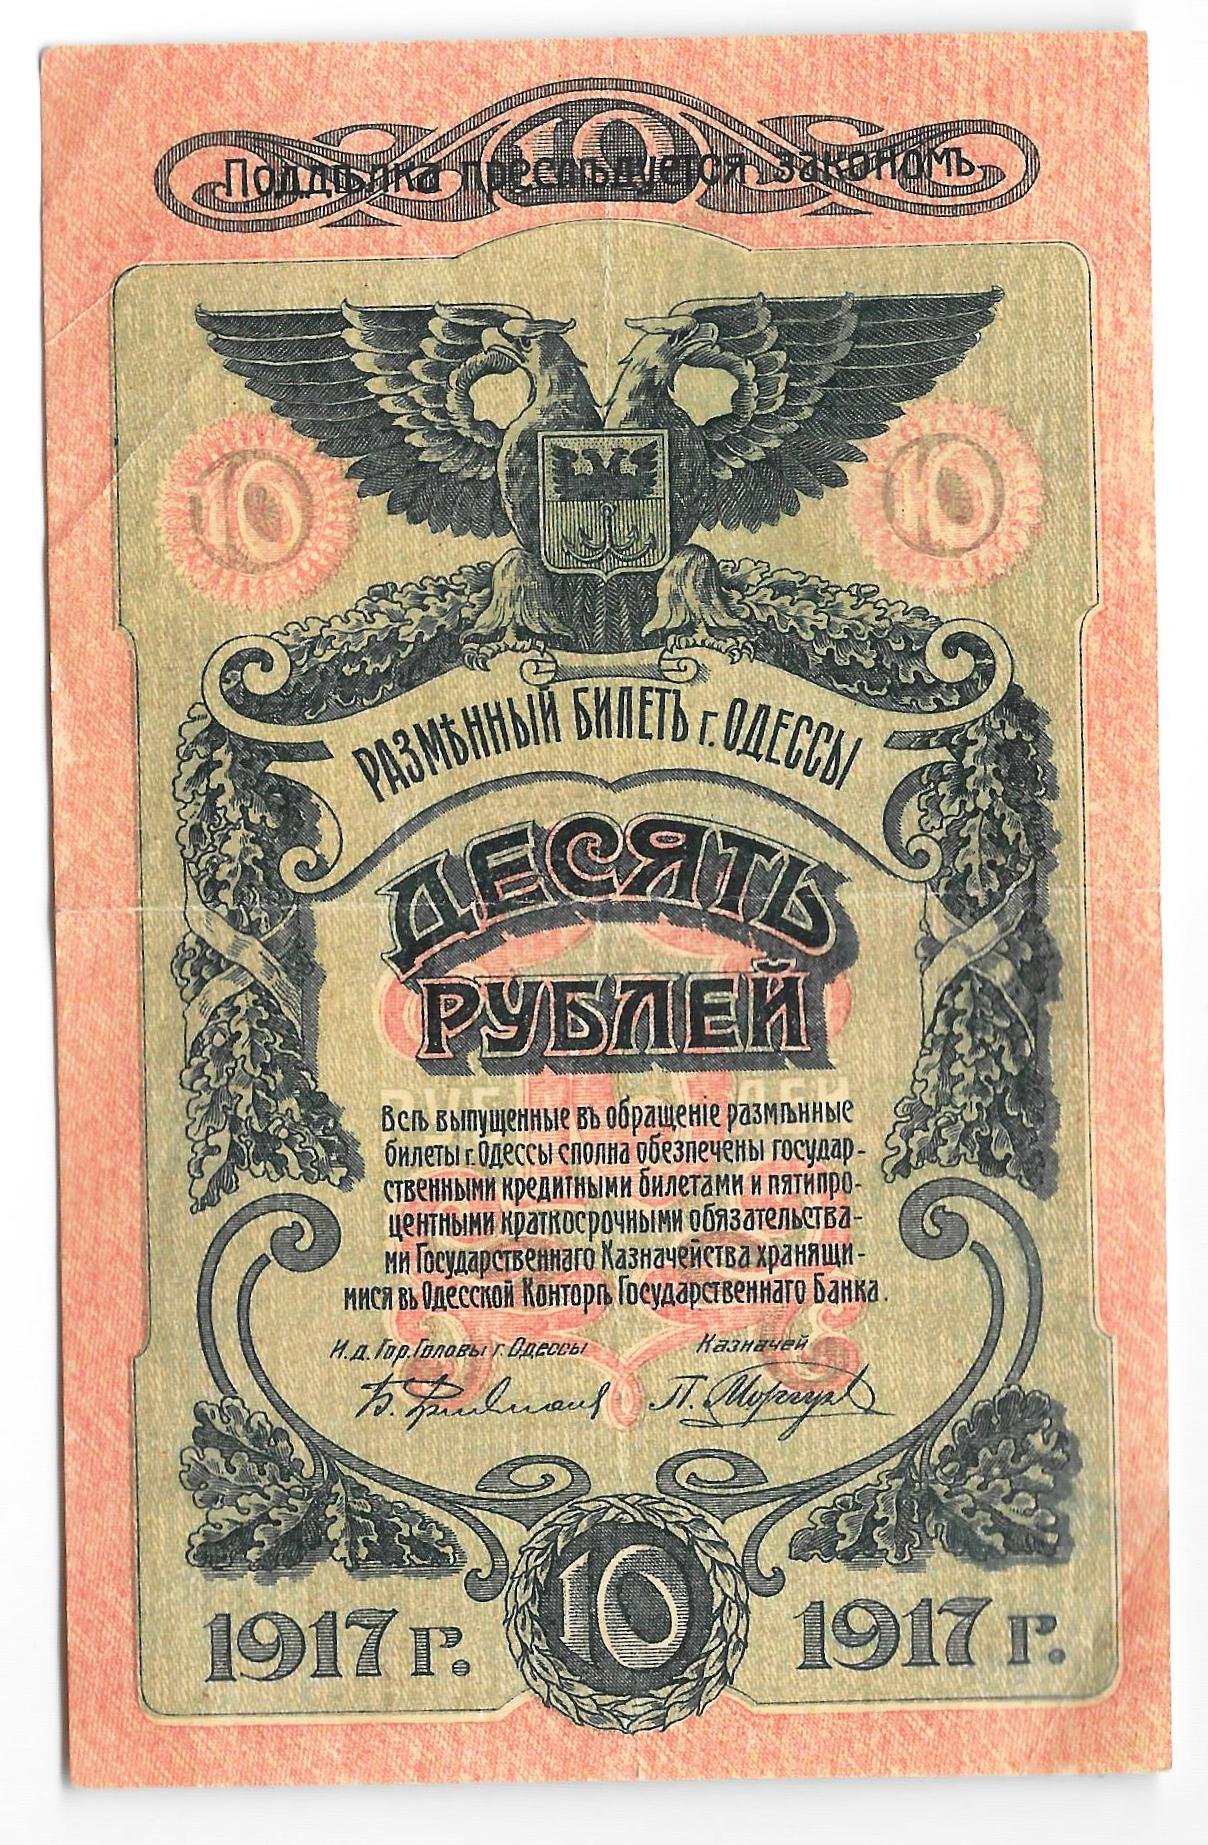 10
Поддѣлка преслѣдуется закономъ.
10
10
РАЗМѢННЫЙ БИЛЕТЪ г. ОДЕССЫ
ДЕСЯТЬ
РУБЛЕЙ
Всѣ выпущенные въ обращеніе размѣнные
билеты г. Одессы сполна обезпечены государ-
ственными кредитными билетами и пятипро-
центными краткосрочными обязательства-
ми Государственнаго Казначейства хранящи-
мися въ Одесской Конторѣ Государственнаго Банка.
И.д. Гор. Головы г. Одессы
Казначей
1917 г.
10
1917 г.